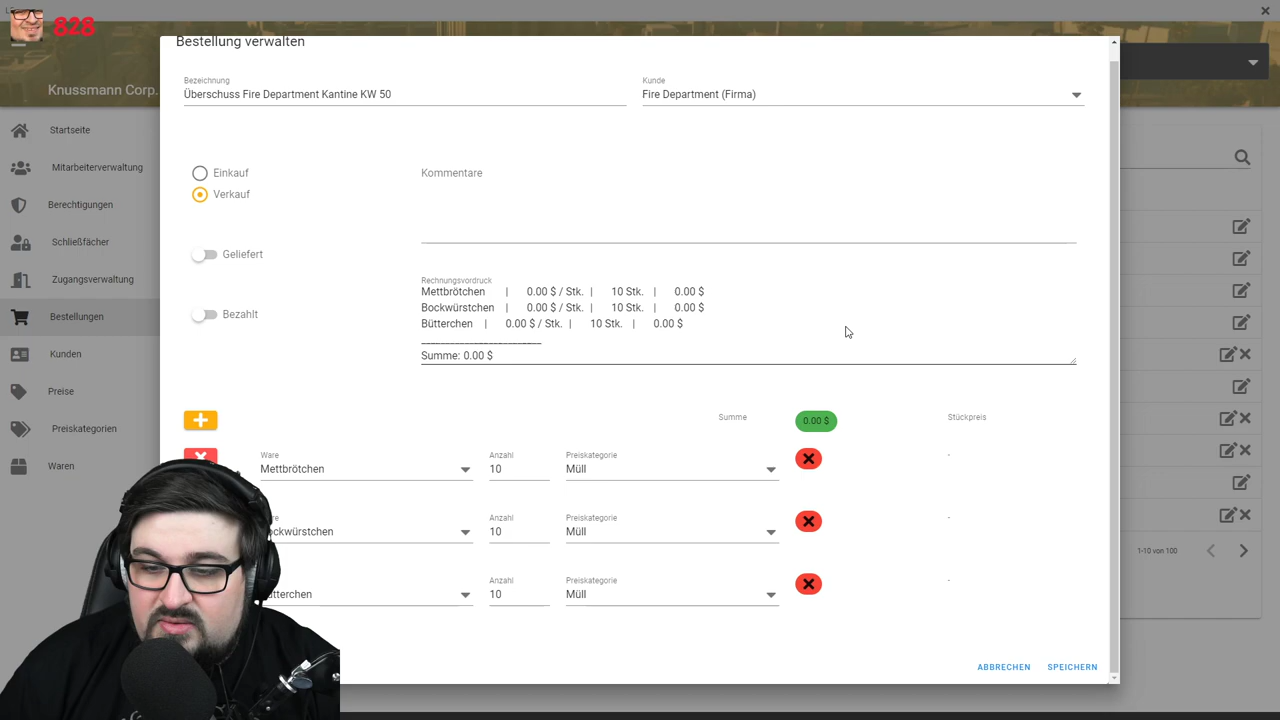 828
Bestellung verwalten
Knussmann Corp.
Bezeichnung
Überschuss Fire Department Kantine KW 50
Kunde
Fire Department (Firma)
Startseite
Mitarbeiterverwaltung
Berechtigungen
Schließfächer
Zugangsverwaltung
Bestellungen
Kunden
Preise
Preiskategorien
Waren
Einkauf
Verkauf
Geliefert
Bezahlt
Kommentare
Rechnungsvordruck
Mettbrötchen | 0.00 $ / Stk. | 10 Stk. | 0.00 $
Bockwürstchen | 0.00 $ / Stk. | 10 Stk. | 0.00 $
Bütterchen | 0.00 $ / Stk. | 10 Stk. | 0.00 $
_________________________
Summe: 0.00 $
Summe 0.00 $ Stückpreis
Ware Anzahl Preiskategorie
Mettbrötchen 10 Müll -
Anzahl Preiskategorie
ockwürstchen 10 Müll -
Anzahl Preiskategorie
ütterchen 10 Müll -
1-10 von 100
ABBRECHEN SPEICHERN